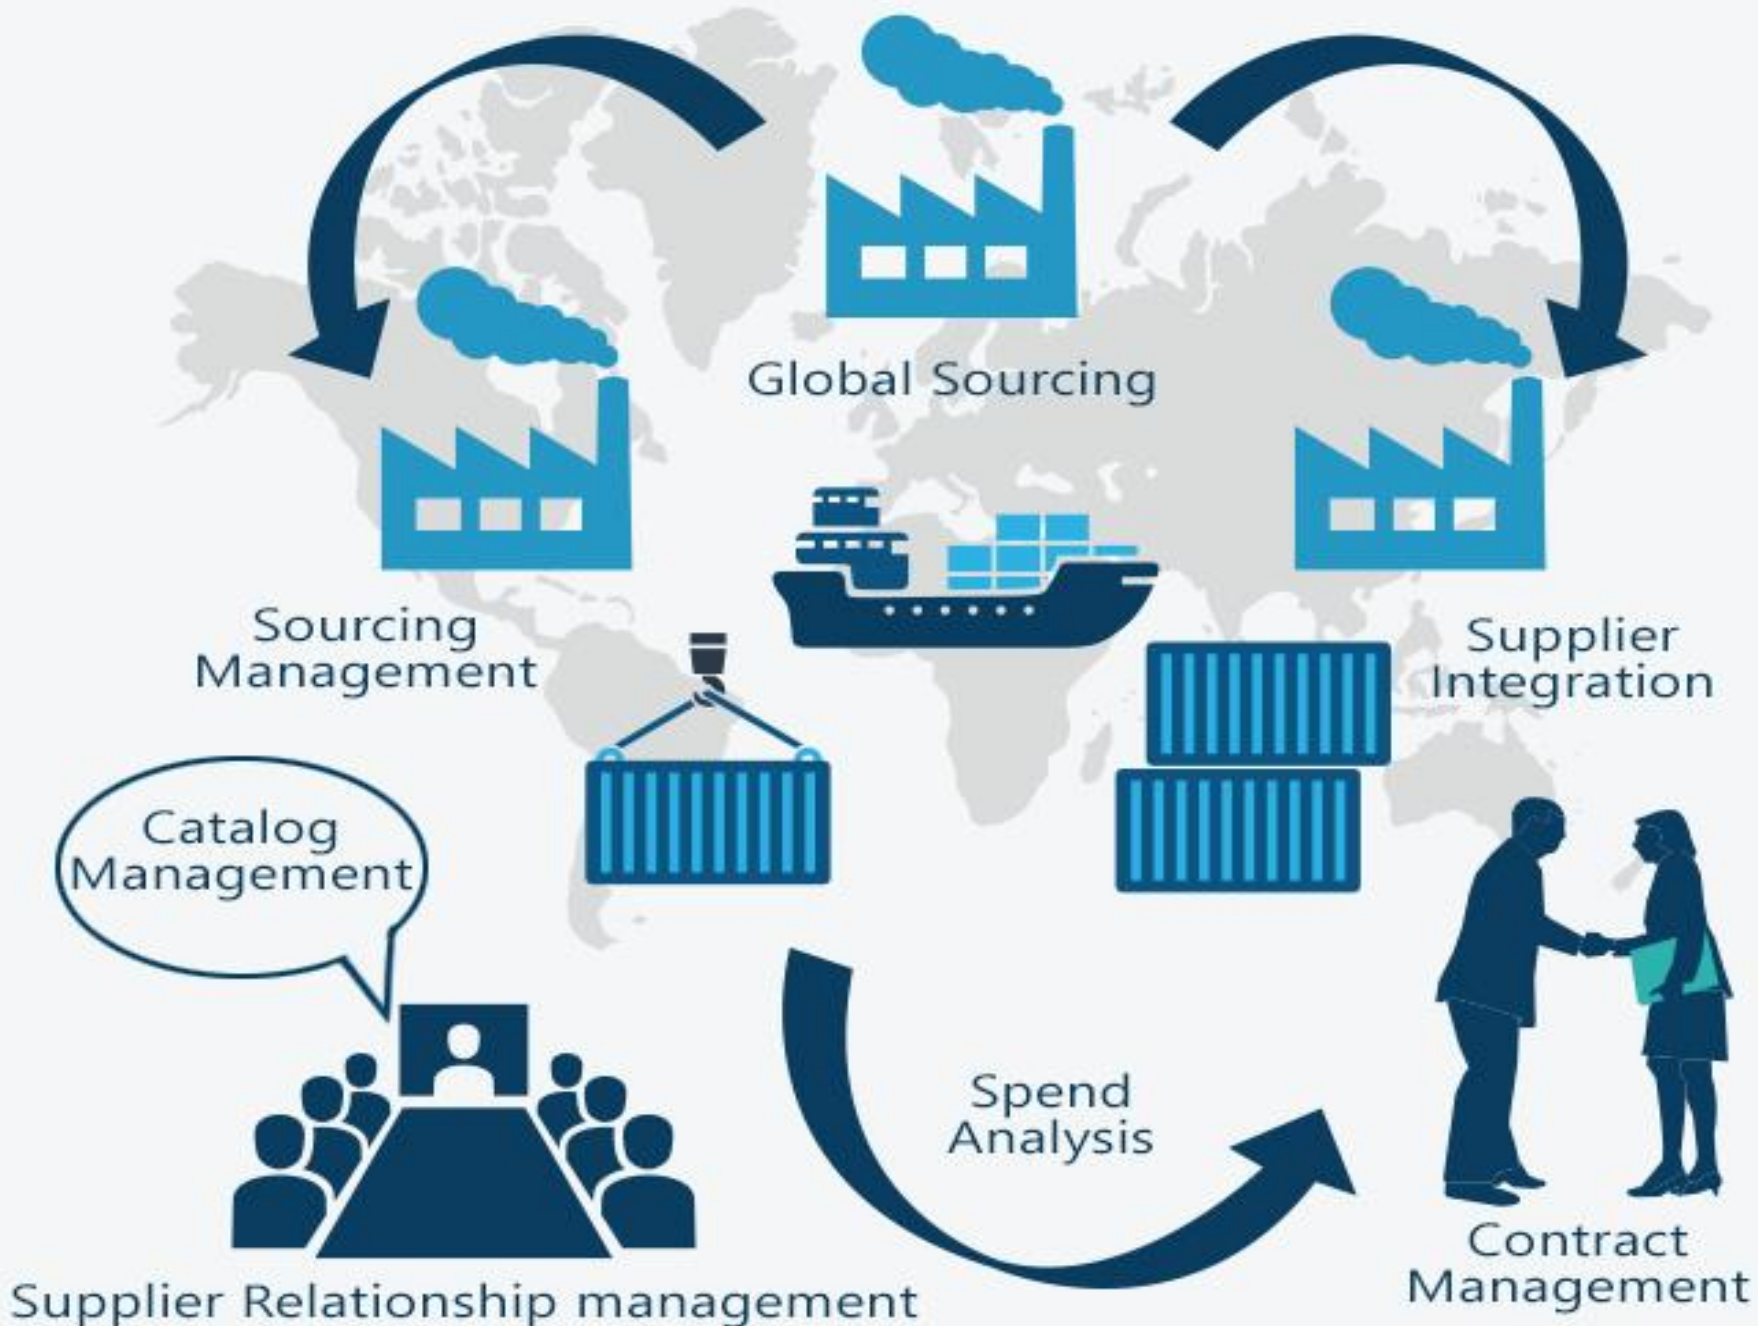 Global Sourcing
Sourcing
Management
Supplier
Integration
Catalog
Management
Spend
Analysis
Contract
Management
Supplier Relationship management